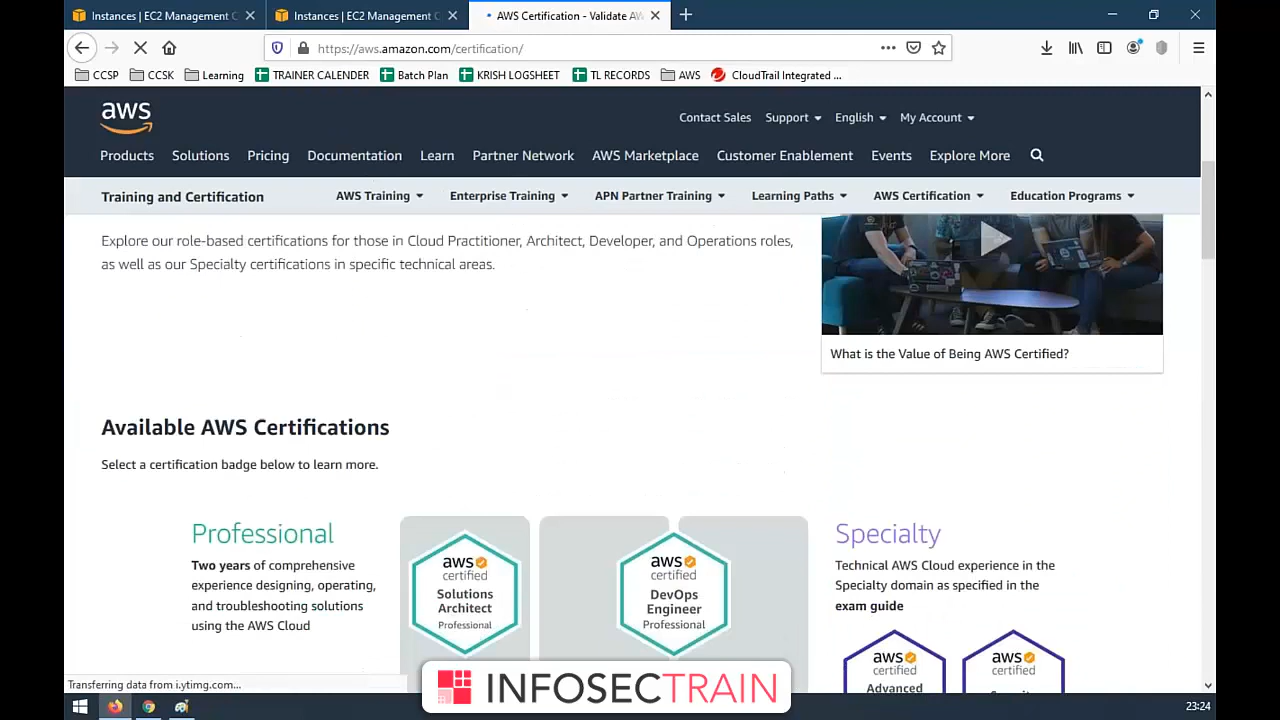 Instances | EC2 Management C
Instances | EC2 Management C
AWS Certification - Validate AW
https://aws.amazon.com/certification/
CCSP
CCSK
Learning
TRAINER CALENDER
Batch Plan
KRISH LOGSHEET
TL RECORDS
AWS
CloudTrail Integrated ...
aws
Contact Sales
Support
English
My Account
Products
Solutions
Pricing
Documentation
Learn
Partner Network
AWS Marketplace
Customer Enablement
Events
Explore More
Training and Certification
AWS Training
Enterprise Training
APN Partner Training
Learning Paths
AWS Certification
Education Programs
Explore our role-based certifications for those in Cloud Practitioner, Architect, Developer, and Operations roles,
as well as our Specialty certifications in specific technical areas.
What is the Value of Being AWS Certified?
Available AWS Certifications
Select a certification badge below to learn more.
Professional
Two years of comprehensive
experience designing, operating,
and troubleshooting solutions
using the AWS Cloud
aws
certified
Solutions
Architect
Professional
aws
certified
DevOps
Engineer
Professional
Specialty
Technical AWS Cloud experience in the
Specialty domain as specified in the
exam guide
aws
certified
Advanced
aws
certified
Transferring data from i.ytimg.com...
INFOSECTRAIN
23:24